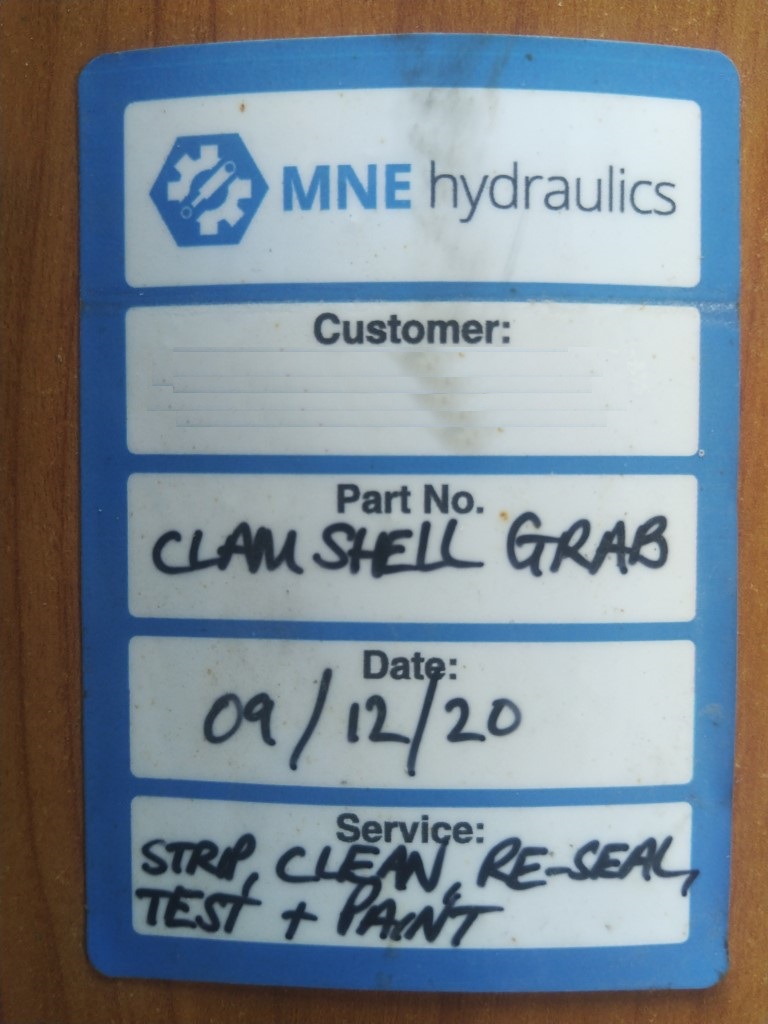 MNE hydraulics
Customer:
Part No.
CLAM SHELL GRAB
Date:
09/12/20
Service:
STRIP, CLEAN, RE-SEAL,
TEST + PAINT